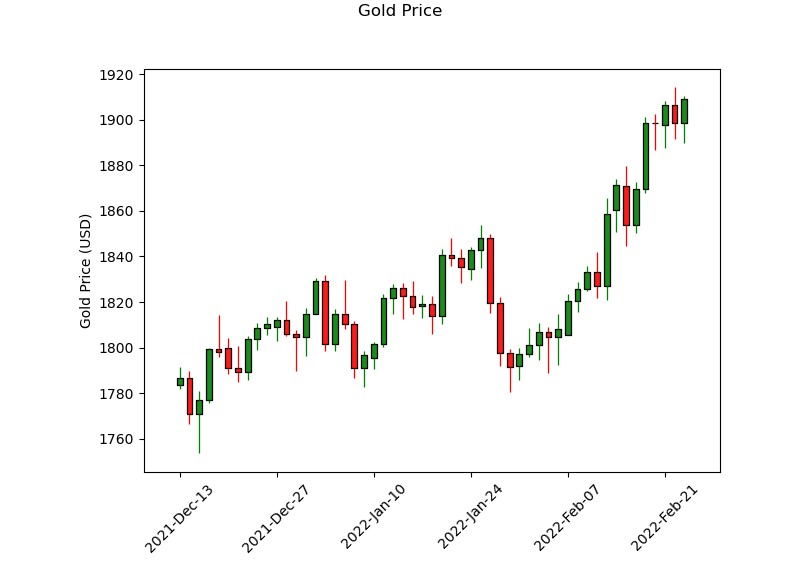 Gold Price
Gold Price (USD)
1920
1900
1880
1860
1840
1820
1800
1780
1760
2021-Dec-13
2021-Dec-27
2022-Jan-10
2022-Jan-24
2022-Feb-07
2022-Feb-21